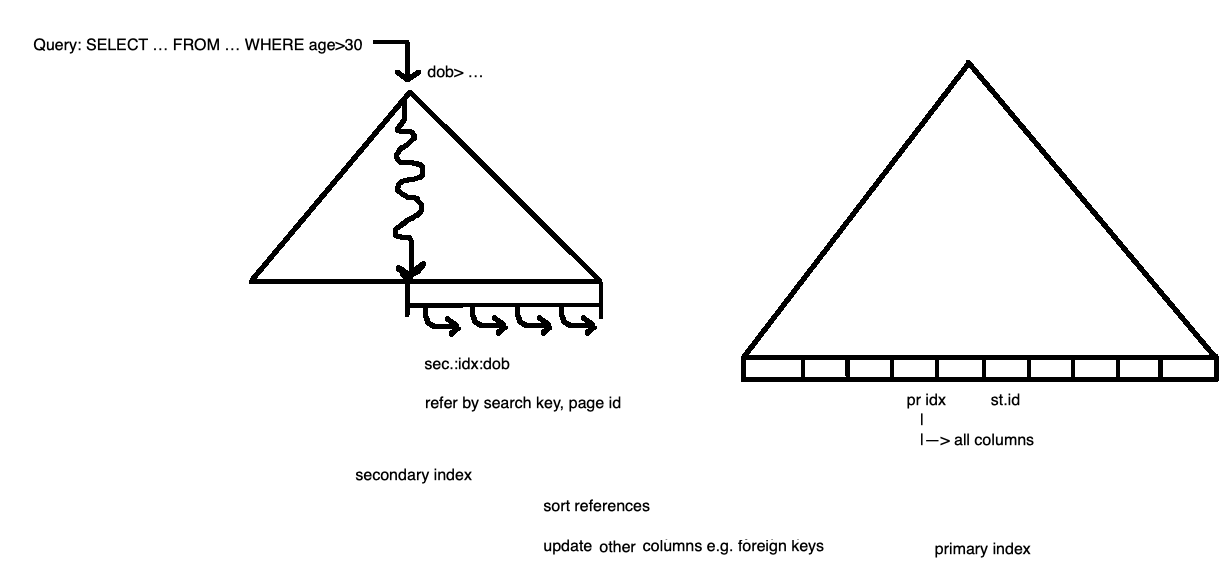 Query: SELECT ... FROM ... WHERE age>30
dob> ...
sec.:idx:dob
refer by search key, page id
pr idx st.id
|—> all columns
secondary index
sort references
update other columns e.g. foreign keys
primary index